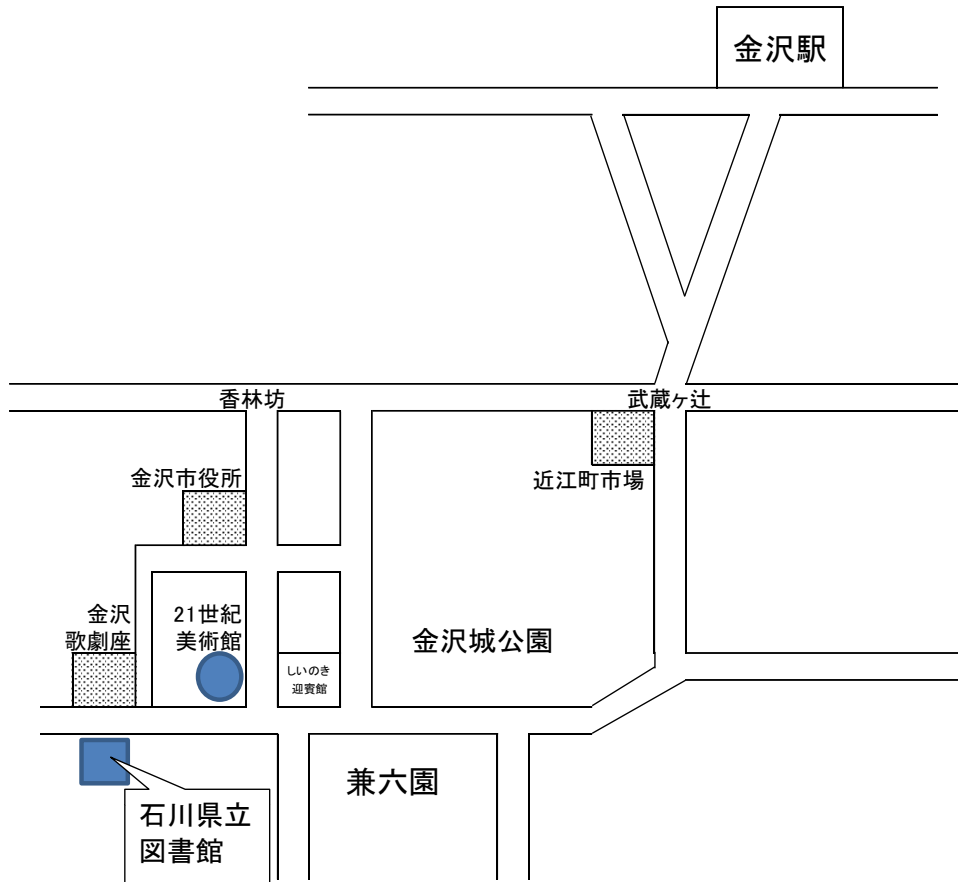 金沢駅
香林坊
武蔵ヶ辻
金沢市役所
近江町市場
金沢
歌劇座
21世紀
美術館
金沢城公園
しいのき
迎賓館
兼六園
石川県立
図書館